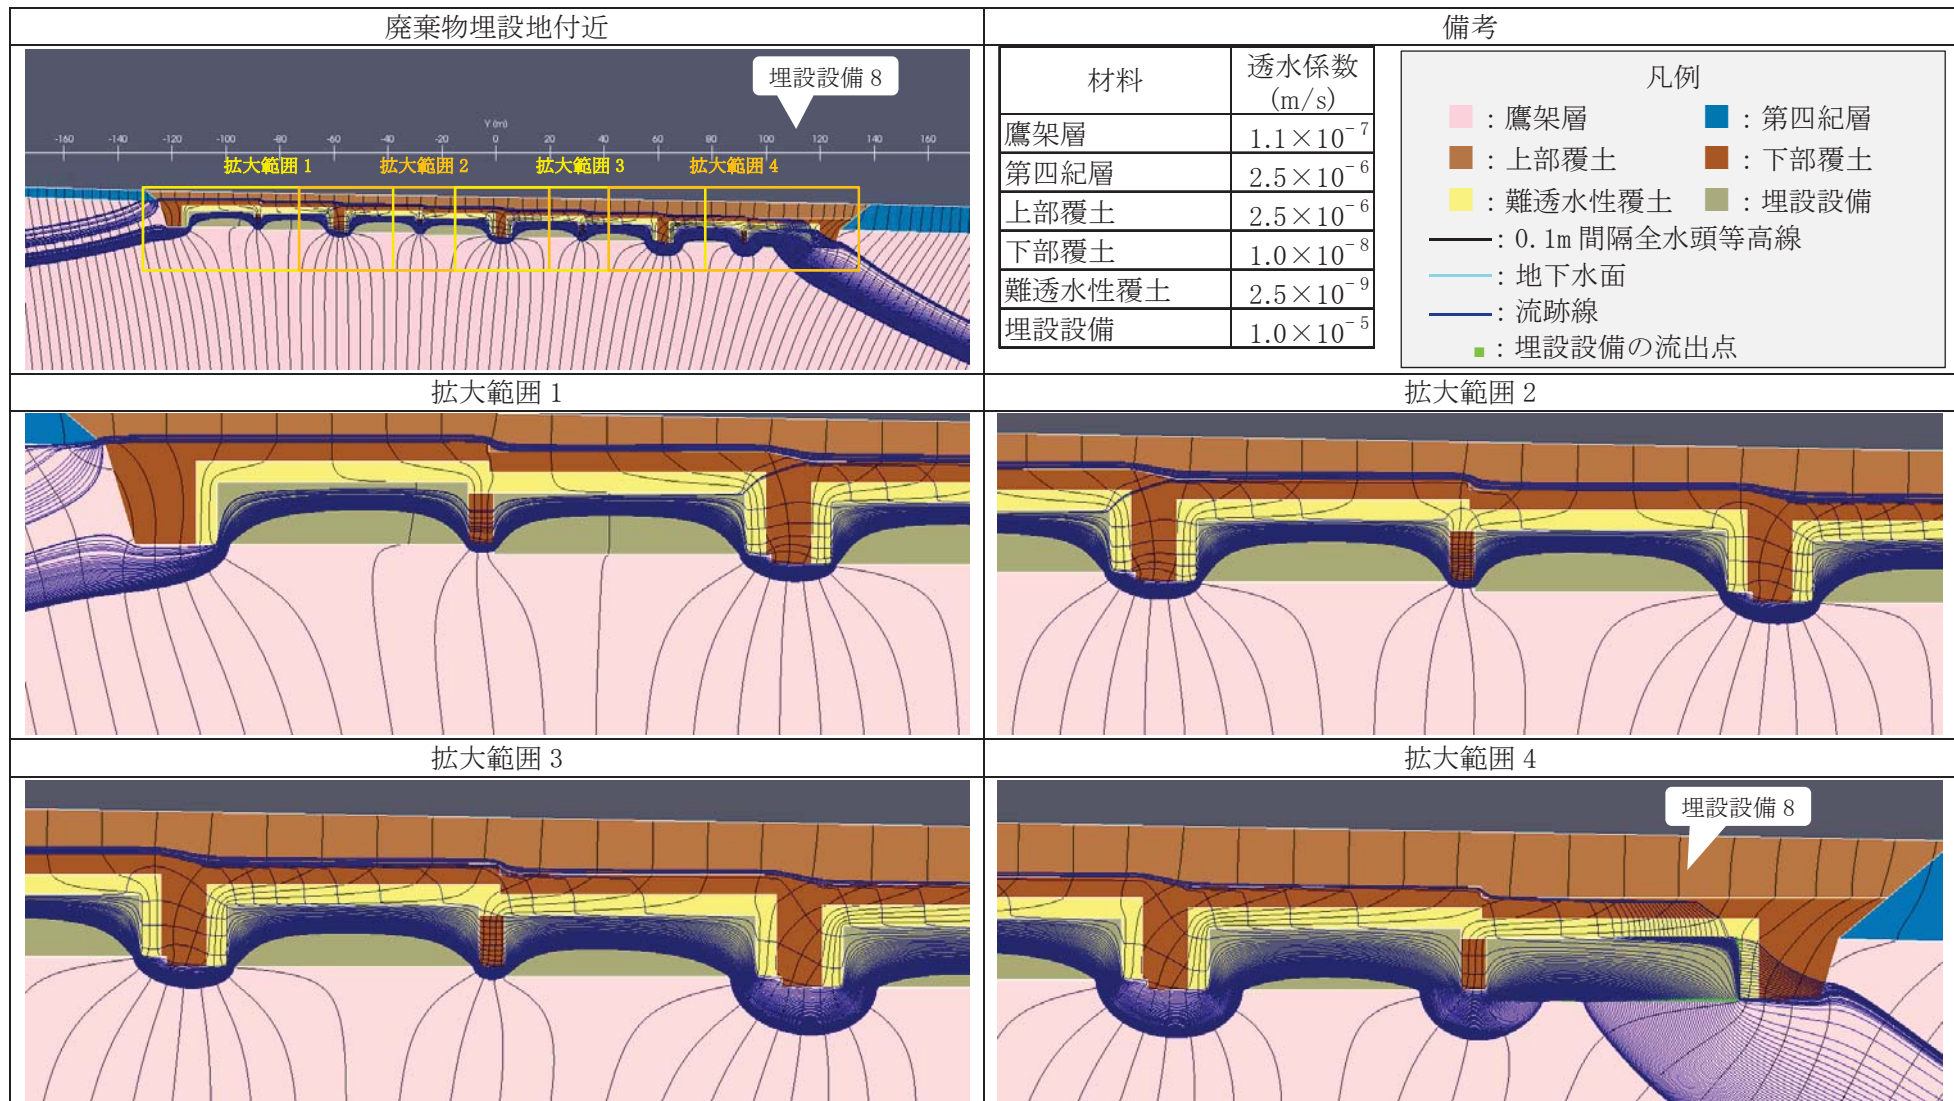 廃棄物埋設地付近
備考
埋設設備 8
Y (m)
-160 -140 -120 -100 -80 -60 -40 -20 0 20 40 60 80 100 120 140 160
拡大範囲 1 拡大範囲 2 拡大範囲 3 拡大範囲 4
材料 透水係数 (m/s)
鷹架層 1.1×10⁻⁷
第四紀層 2.5×10⁻⁶
上部覆土 2.5×10⁻⁶
下部覆土 1.0×10⁻⁸
難透水性覆土 2.5×10⁻⁹
埋設設備 1.0×10⁻⁵
凡例
：鷹架層 ：第四紀層
：上部覆土 ：下部覆土
：難透水性覆土 ：埋設設備
：0.1m 間隔全水頭等高線
：地下水面
：流跡線
：埋設設備の流出点
拡大範囲 1
拡大範囲 2
拡大範囲 3
拡大範囲 4
埋設設備 8